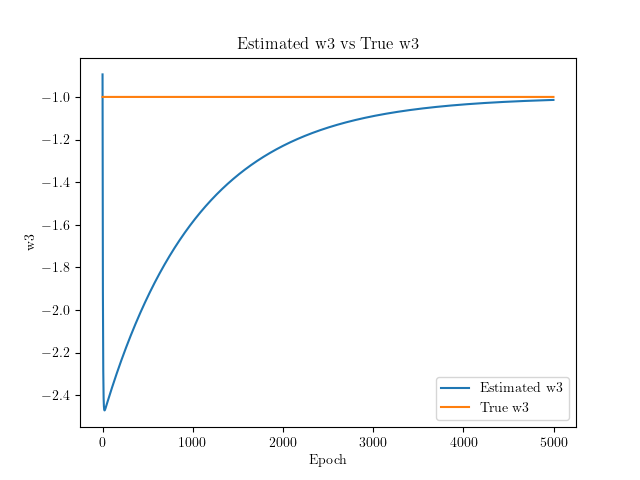 Estimated w3 vs True w3
−1.0
−1.2
−1.4
−1.6
−1.8
−2.0
−2.2
−2.4
w3
0 1000 2000 3000 4000 5000
Epoch
Estimated w3
True w3